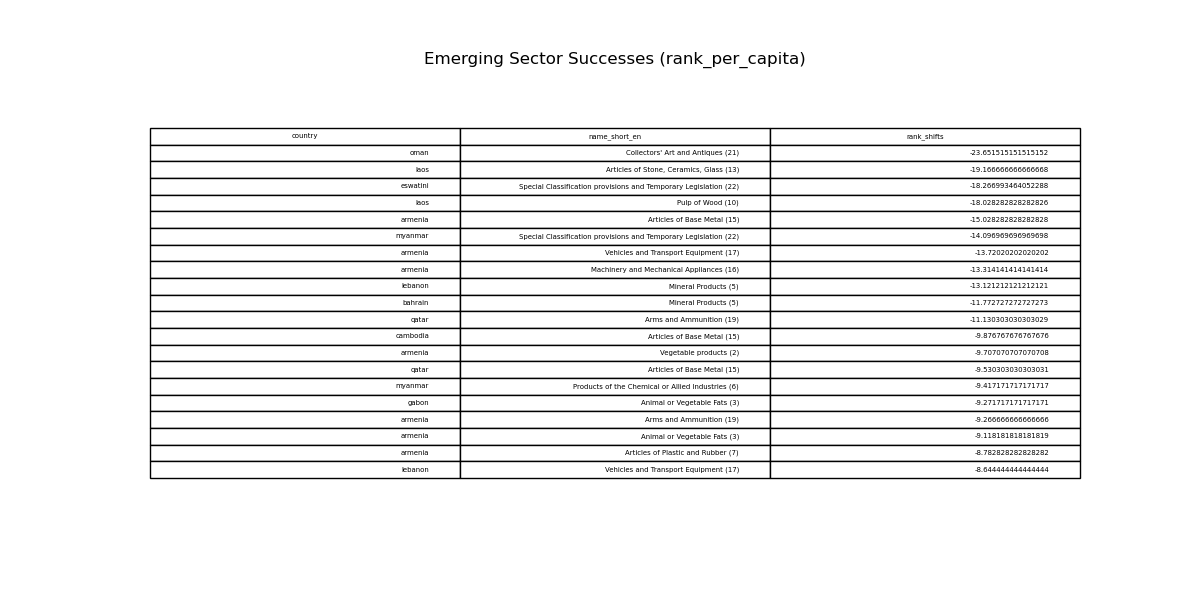 Emerging Sector Successes (rank_per_capita)
country name_short_en rank_shifts
oman Collectors' Art and Antiques (21) -23.651515151515152
laos Articles of Stone, Ceramics, Glass (13) -19.166666666666668
eswatini Special Classification provisions and Temporary Legislation (22) -18.266993464052288
laos Pulp of Wood (10) -18.028282828282826
armenia Articles of Base Metal (15) -15.028282828282828
myanmar Special Classification provisions and Temporary Legislation (22) -14.096969696969698
armenia Vehicles and Transport Equipment (17) -13.72020202020202
armenia Machinery and Mechanical Appliances (16) -13.314141414141414
lebanon Mineral Products (5) -13.121212121212121
bahrain Mineral Products (5) -11.772727272727273
qatar Arms and Ammunition (19) -11.130303030303029
cambodia Articles of Base Metal (15) -9.876767676767676
armenia Vegetable products (2) -9.707070707070708
qatar Articles of Base Metal (15) -9.530303030303031
myanmar Products of the Chemical or Allied Industries (6) -9.417171717171717
gabon Animal or Vegetable Fats (3) -9.271717171717171
armenia Arms and Ammunition (19) -9.266666666666666
armenia Animal or Vegetable Fats (3) -9.118181818181819
armenia Articles of Plastic and Rubber (7) -8.782828282828282
lebanon Vehicles and Transport Equipment (17) -8.644444444444444